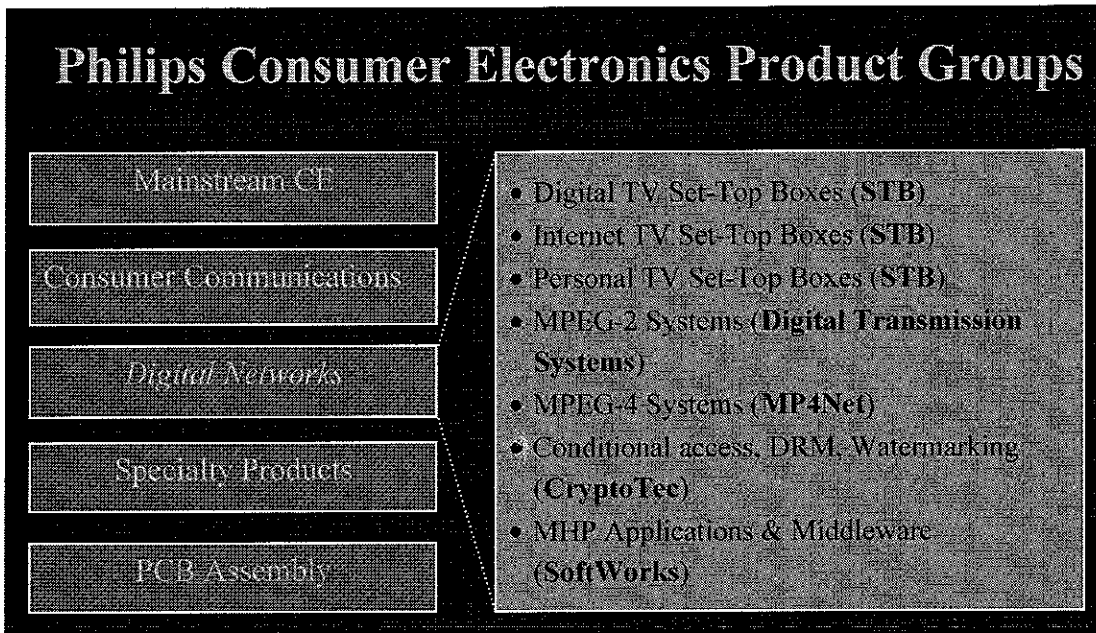 Philips Consumer Electronics Product Groups
Mainstream CE
Consumer Communications
Digital Networks
Specialty Products
PCB Assembly
• Digital TV Set-Top Boxes (STB)
• Internet TV Set-Top Boxes (STB)
• Personal TV Set-Top Boxes (STB)
• MPEG-2 Systems (Digital Transmission
Systems)
• MPEG-4 Systems (MP4Net)
• Conditional access, DRM, Watermarking
(CryptoTec)
• MHP Applications & Middleware
(SoftWorks)